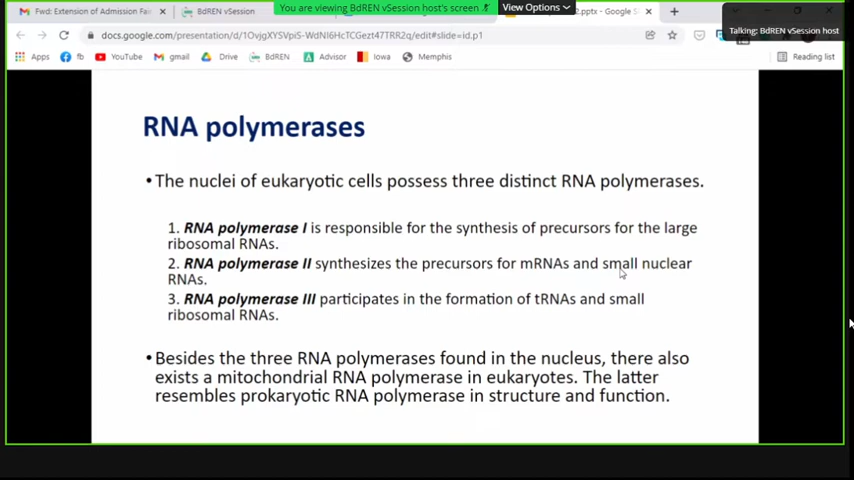 Fwd: Extension of Admission Fai
BdREN vSession
You are viewing BdREN vSession host's screen
View Options
2.pptx - Google S
Talking: BdREN vSession host
docs.google.com/presentation/d/1OvjgXYSVpiS-WdNI6HcTCGezt47TRR2q/edit#slide=id.p1
Apps
fb
YouTube
gmail
Drive
BdREN
Advisor
Iowa
Memphis
Reading list
RNA polymerases
•The nuclei of eukaryotic cells possess three distinct RNA polymerases.
1. RNA polymerase I is responsible for the synthesis of precursors for the large
ribosomal RNAs.
2. RNA polymerase II synthesizes the precursors for mRNAs and small nuclear
RNAs.
3. RNA polymerase III participates in the formation of tRNAs and small
ribosomal RNAs.
•Besides the three RNA polymerases found in the nucleus, there also
exists a mitochondrial RNA polymerase in eukaryotes. The latter
resembles prokaryotic RNA polymerase in structure and function.